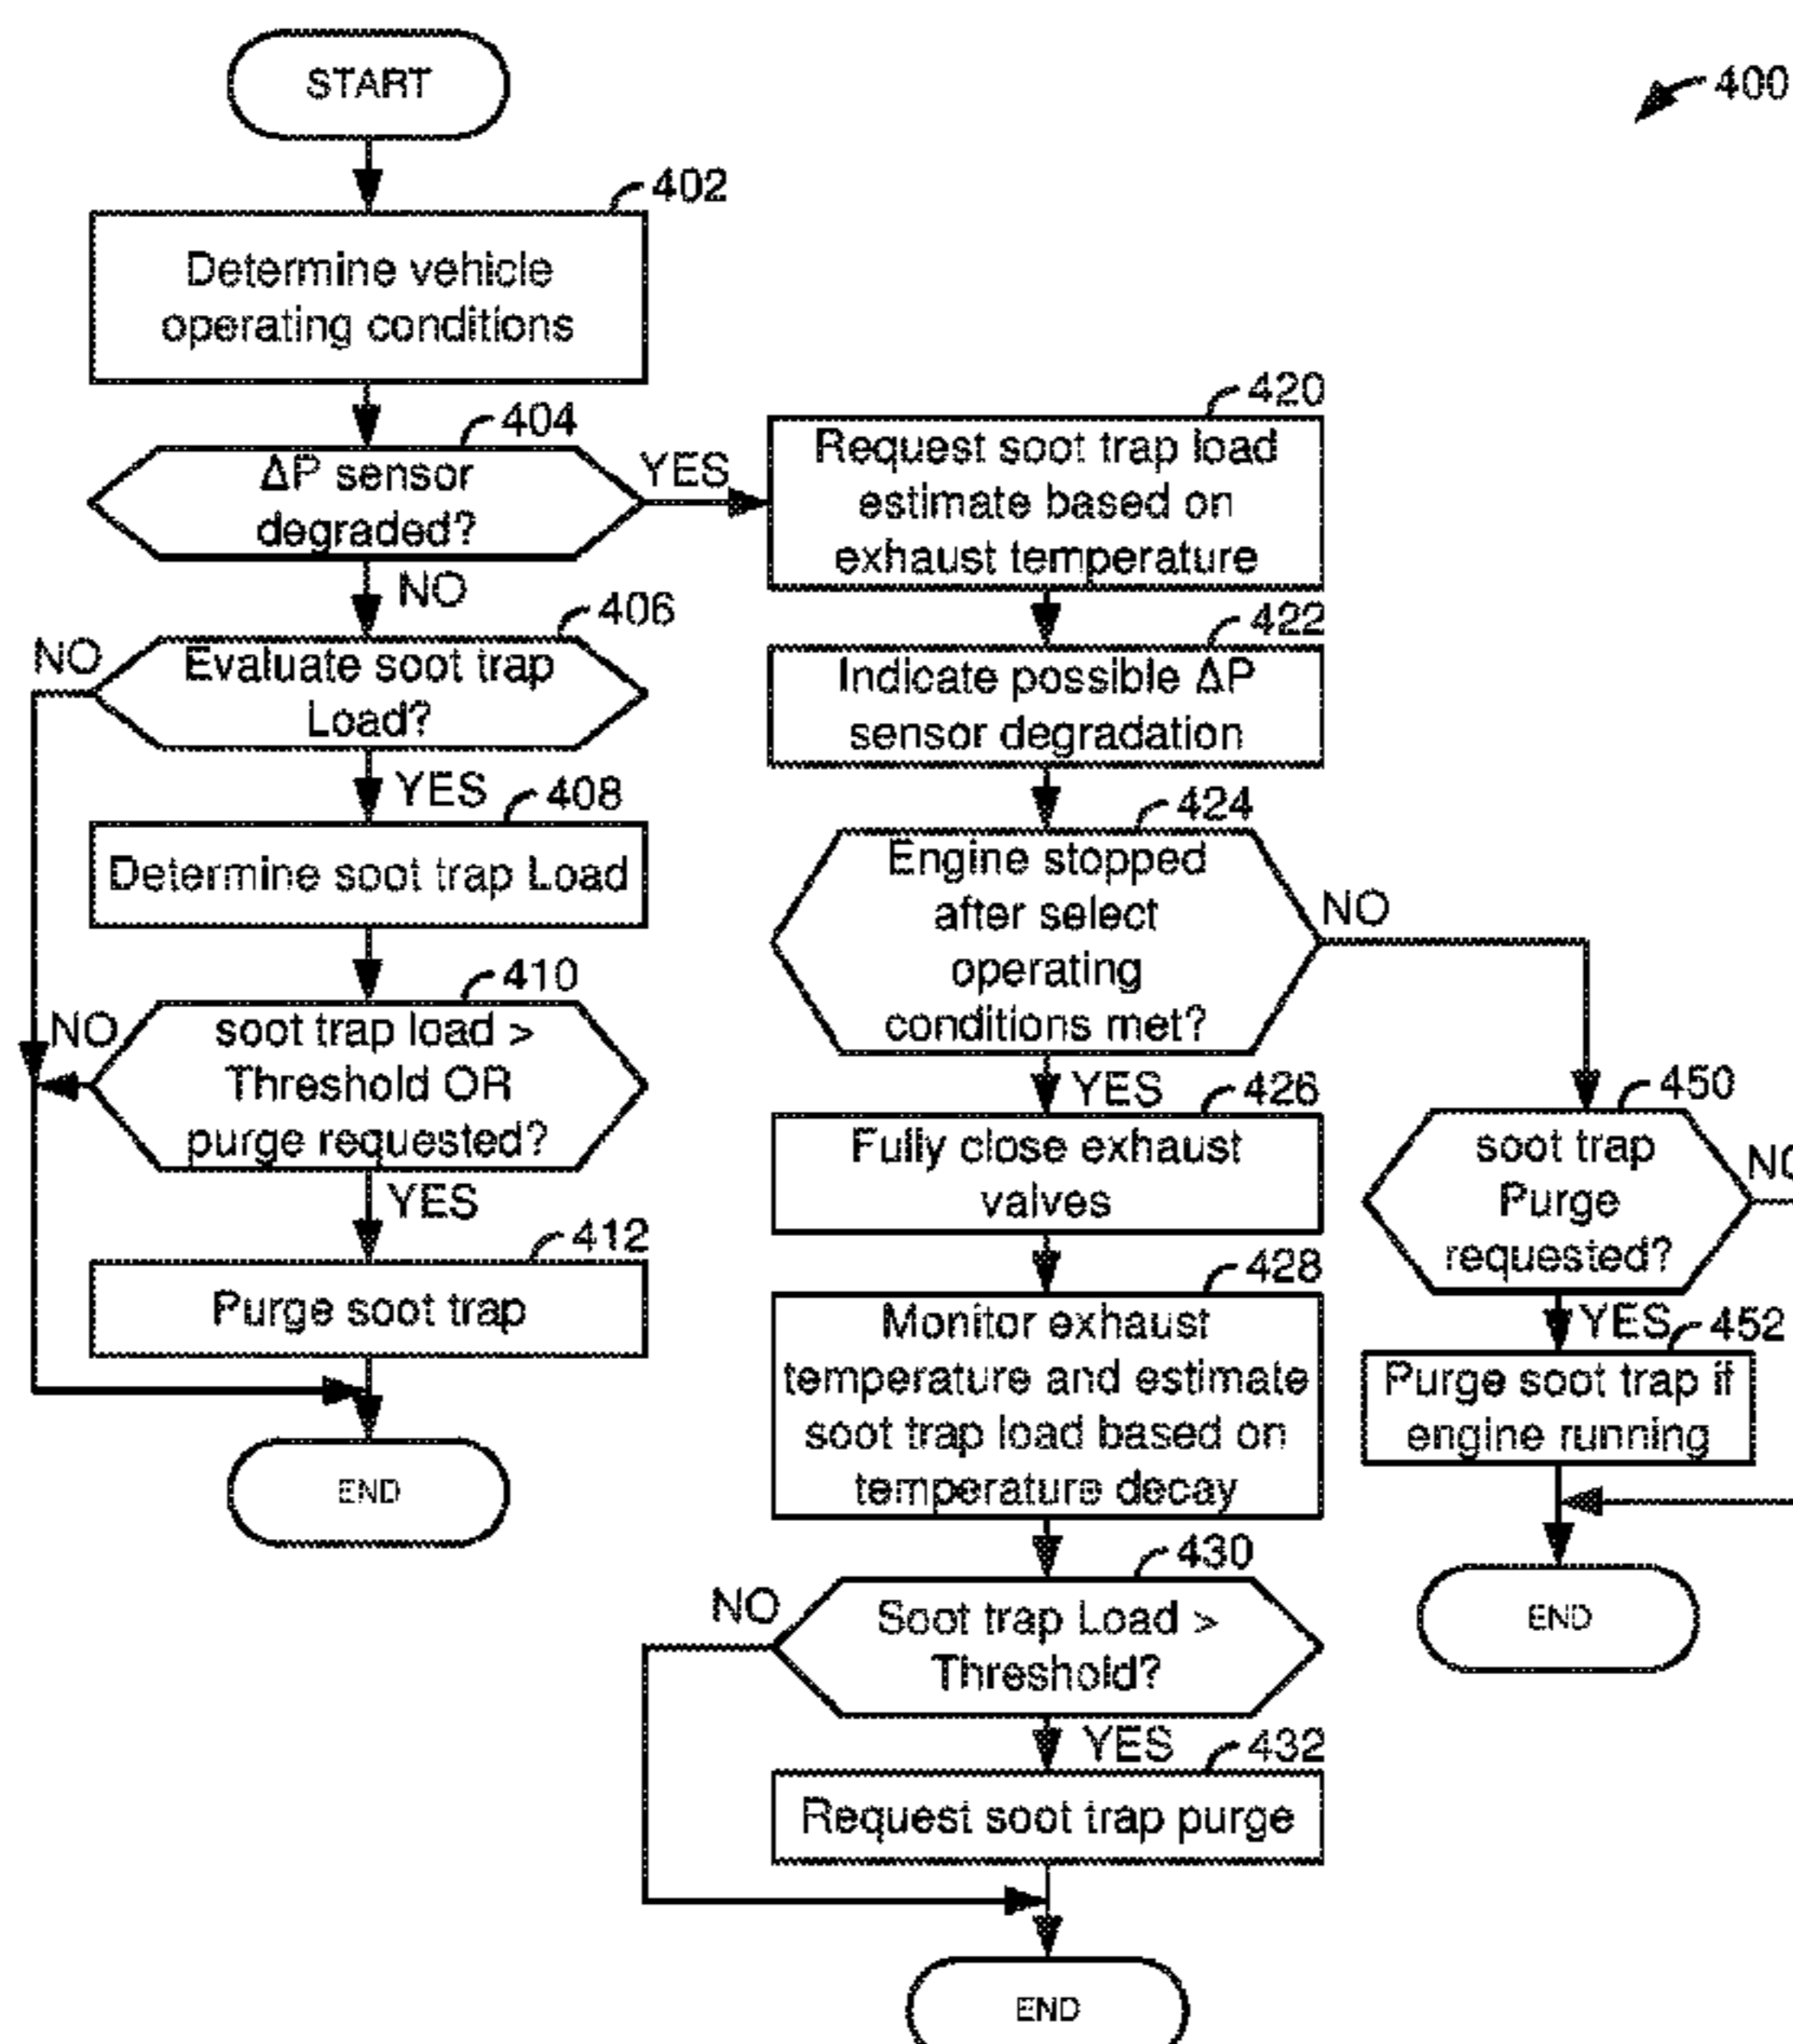 START
400
402
Determine vehicle
operating conditions
404
ΔP sensor
degraded?
YES
NO
406
Evaluate soot trap
Load?
NO
YES
408
Determine soot trap Load
410
soot trap load >
Threshold OR
purge requested?
NO
YES
412
Purge soot trap
END
420
Request soot trap load
estimate based on
exhaust temperature
422
Indicate possible ΔP
sensor degradation
424
Engine stopped
after select
operating
conditions met?
NO
YES
426
Fully close exhaust
valves
428
Monitor exhaust
temperature and estimate
soot trap load based on
temperature decay
430
Soot trap Load >
Threshold?
NO
YES
432
Request soot trap purge
END
450
soot trap
Purge
requested?
NO
YES
452
Purge soot trap if
engine running
END